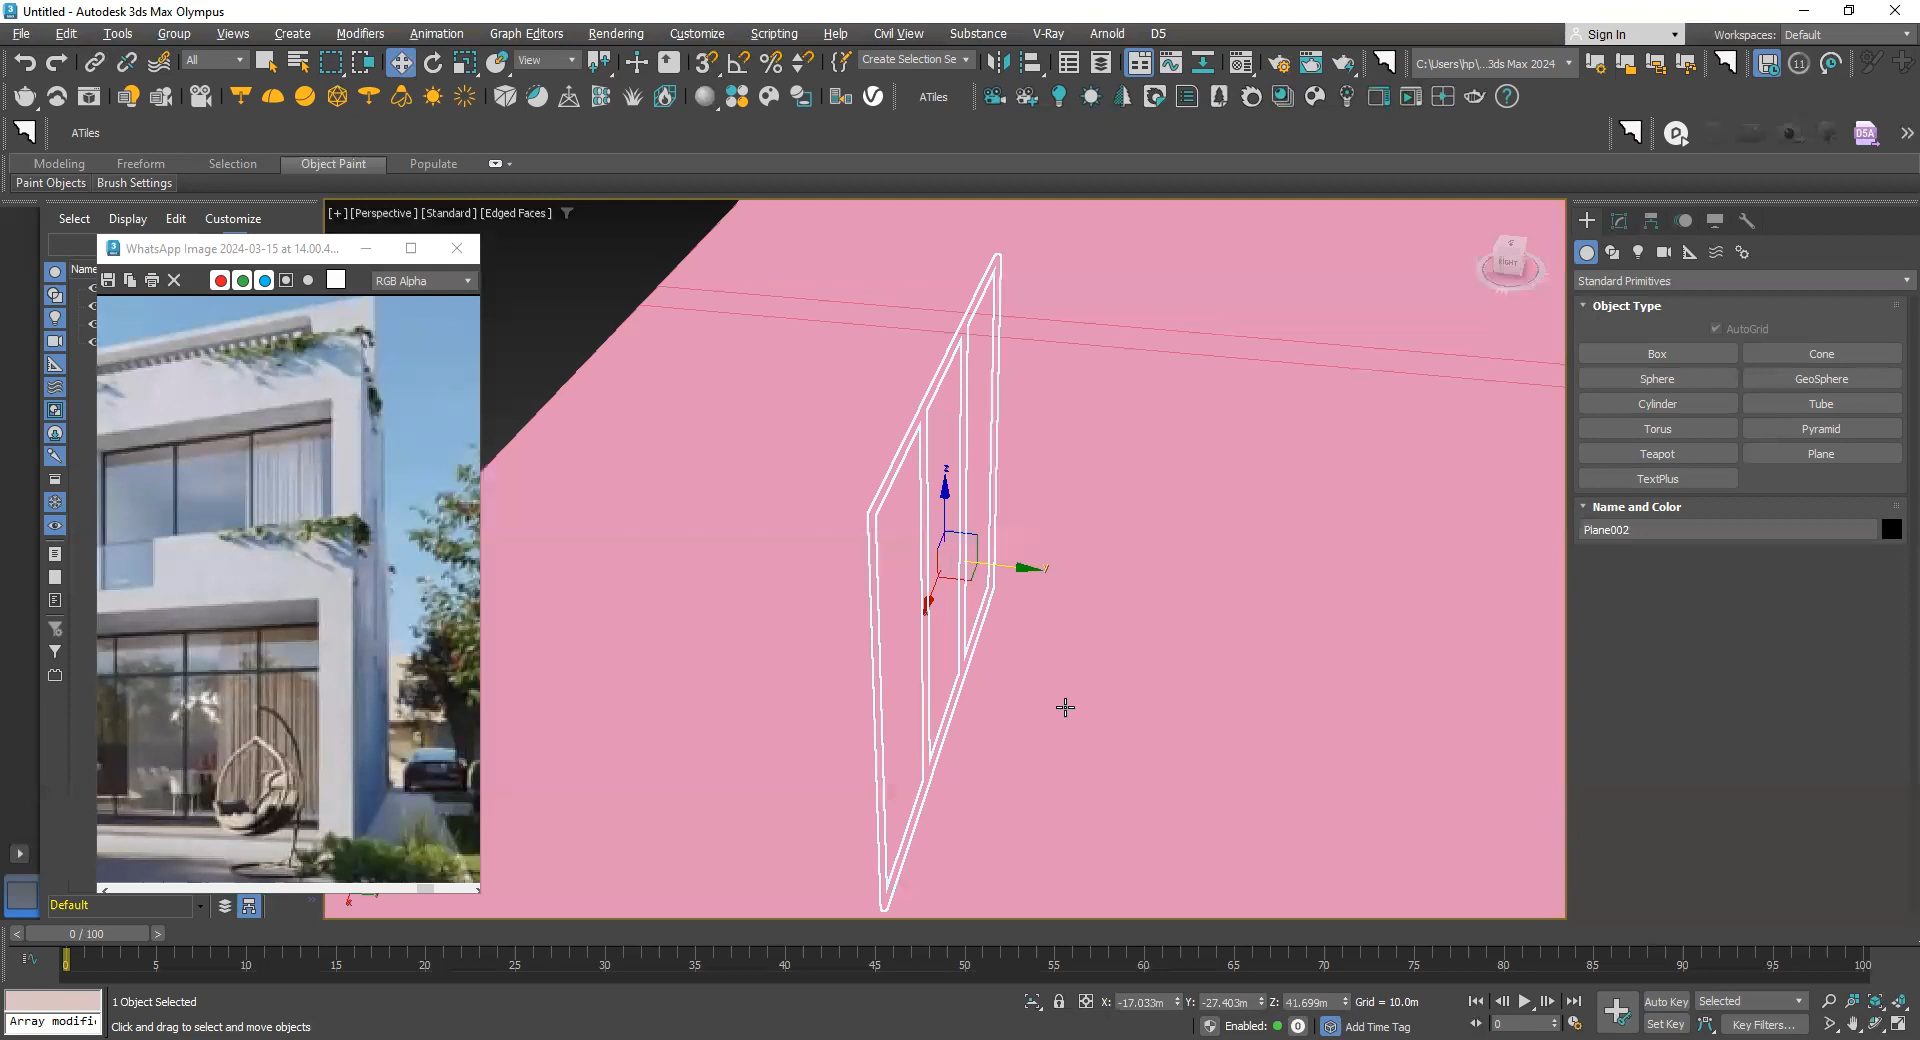 Untitled - Autodesk 3ds Max Olympus
File Edit Tools Group Views Create Modifiers Animation Graph Editors Rendering Customize Scripting Help Civil View Substance V-Ray Arnold D5
Sign In
Workspaces: Default
All
View
Create Selection Se
C:\Users\hp\...3ds Max 2024
11
ATiles
ATiles
D5A
Modeling Freeform Selection Object Paint Populate
Paint Objects Brush Settings
Select Display Edit Customize
[+] [Perspective ] [Standard ] [Edged Faces ]
WhatsApp Image 2024-03-15 at 14.00.4...
Name
RGB Alpha
RIGHT
Standard Primitives
Object Type
AutoGrid
Box Cone
Sphere GeoSphere
Cylinder Tube
Torus Pyramid
Teapot Plane
TextPlus
Name and Color
Plane002
z
y
x
Default
0 / 100
0 5 10 15 20 25 30 35 40 45 50 55 60 65 70 75 80 85 90 95 100
1 Object Selected
Array modifi
Click and drag to select and move objects
X: -17.033m Y: -27.403m Z: 41.699m Grid = 10.0m
Enabled: 0 Add Time Tag
Auto Key Selected
0
Set Key Key Filters...